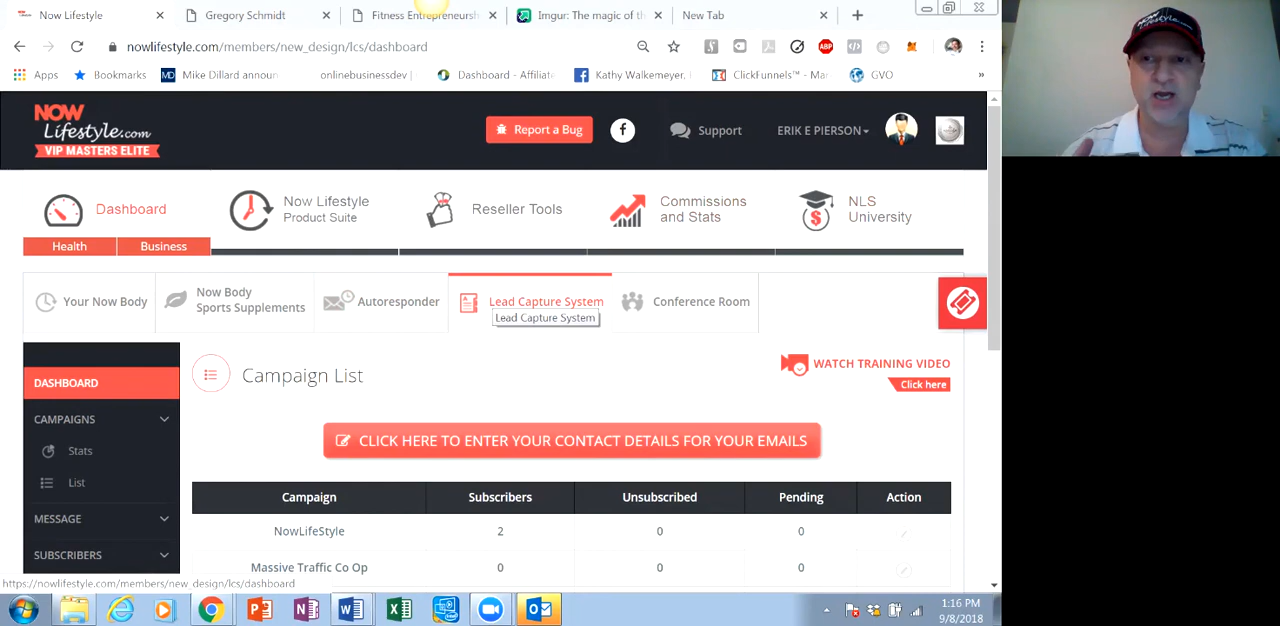 Now Lifestyle
Gregory Schmidt
Fitness Entrepreneursh
Imgur: The magic of th
New Tab
nowlifestyle.com/members/new_design/lcs/dashboard
Apps
Bookmarks
MD Mike Dillard announ
onlinebusinessdev
Dashboard - Affiliate
Kathy Walkemeyer.
ClickFunnels™ - Mar
GVO
»
NOW
Lifestyle.com
VIP MASTERS ELITE
Report a Bug
Support
ERIK E PIERSON
Dashboard
Now Lifestyle
Product Suite
Reseller Tools
Commissions
and Stats
NLS
University
Health
Business
Your Now Body
Now Body
Sports Supplements
Autoresponder
Lead Capture System
Lead Capture System
Conference Room
DASHBOARD
CAMPAIGNS
Stats
List
MESSAGE
SUBSCRIBERS
Campaign List
WATCH TRAINING VIDEO
Click here
CLICK HERE TO ENTER YOUR CONTACT DETAILS FOR YOUR EMAILS
Campaign Subscribers Unsubscribed Pending Action
NowLifeStyle 2 0 0
Massive Traffic Co Op 0 0 0
https://nowlifestyle.com/members/new_design/lcs/dashboard
1:16 PM
9/8/2018